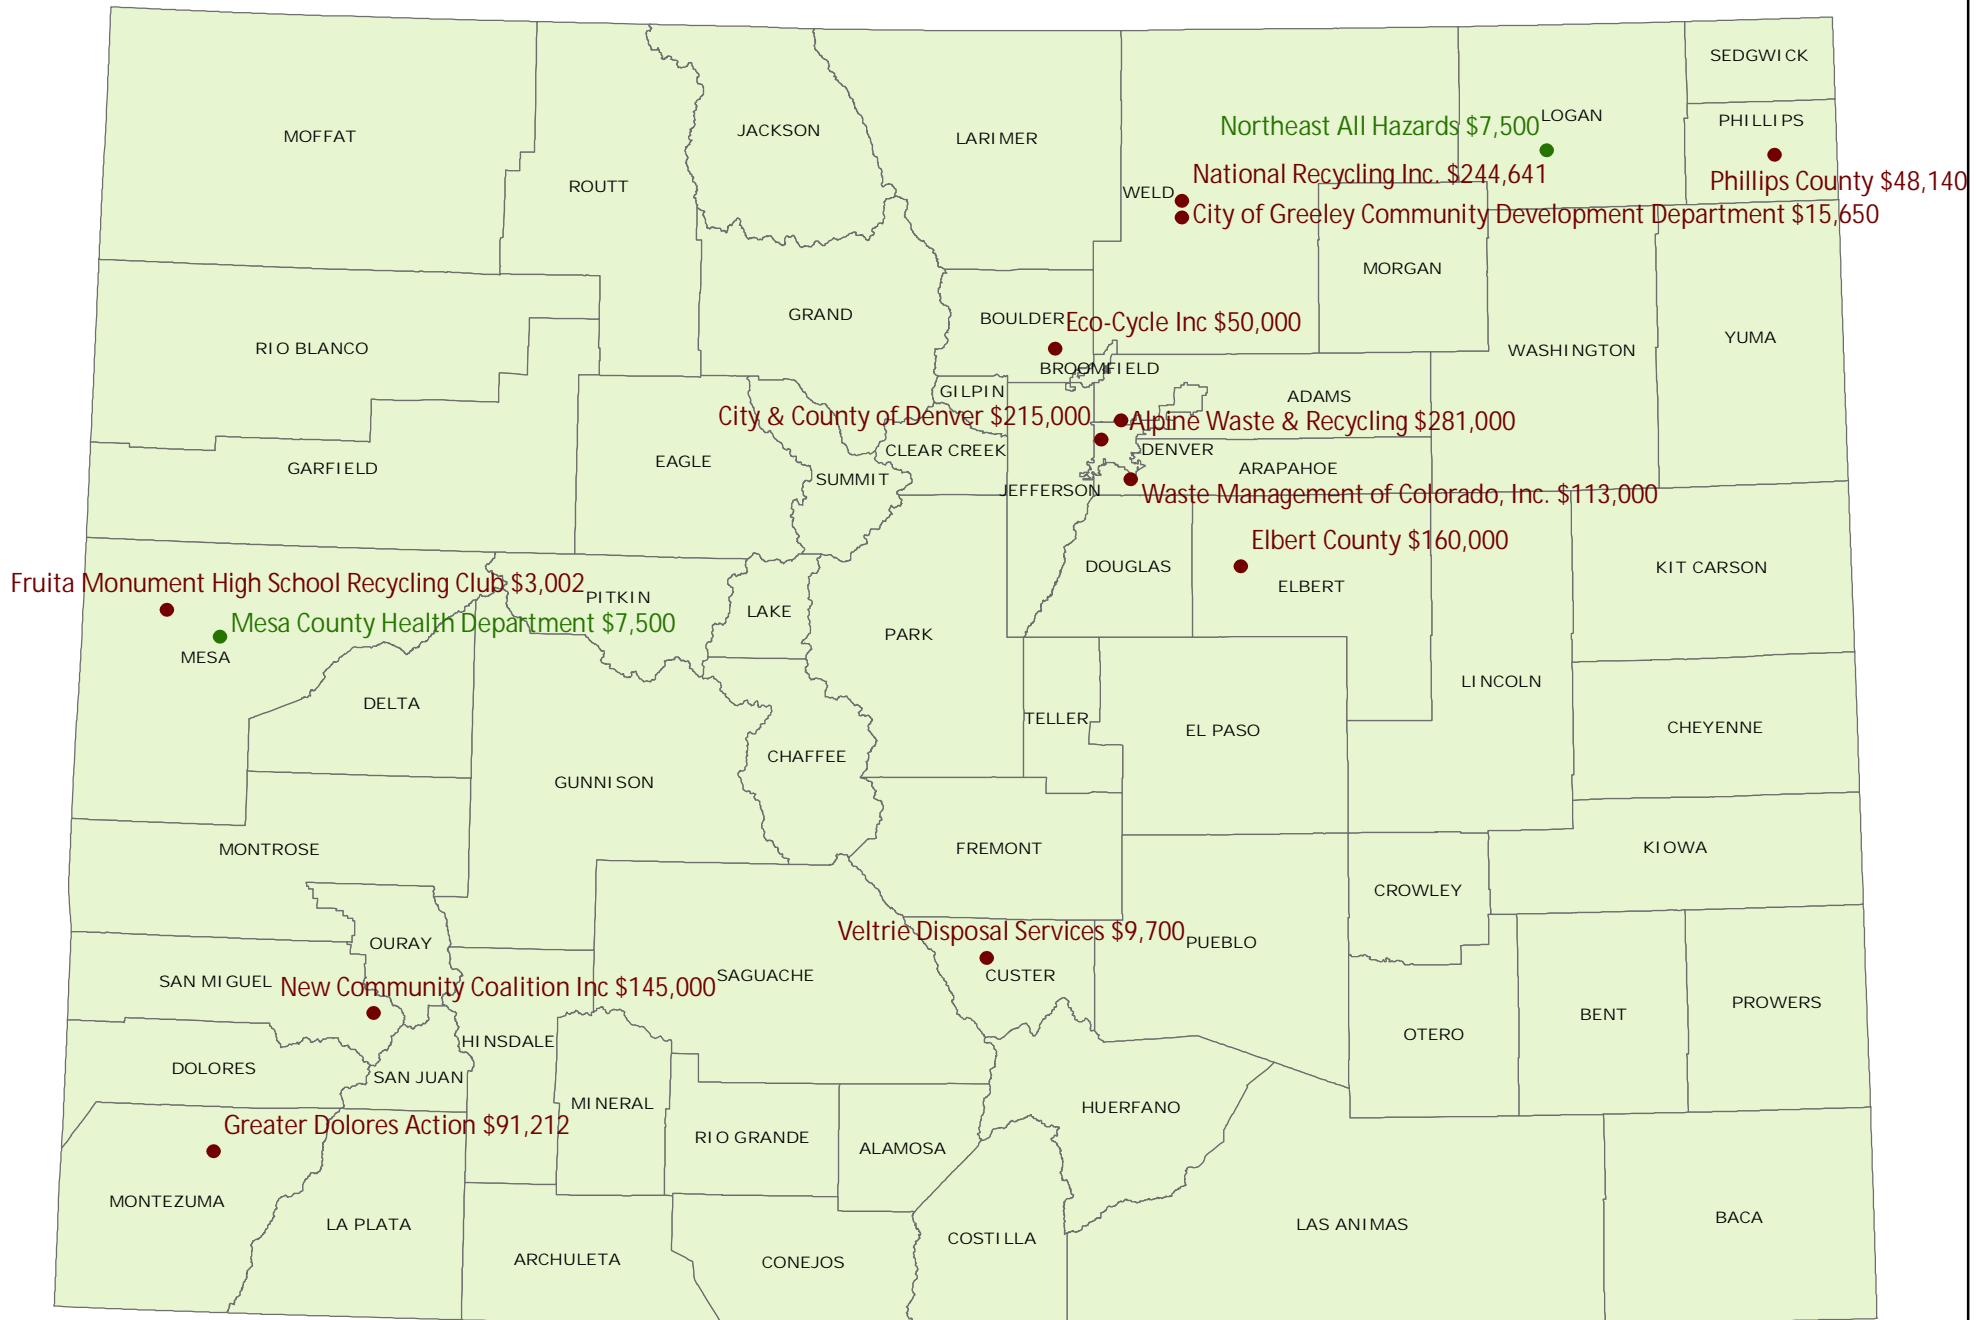 SEDGWICK
LOGAN
PHILLIPS
Northeast All Hazards $7,500
MOFFAT
JACKSON
LARIMER
National Recycling Inc. $244,641
Phillips County $48,140
ROUTT
WELD
City of Greeley Community Development Department $15,650
MORGAN
GRAND
BOULDER
Eco-Cycle Inc $50,000
RIO BLANCO
WASHINGTON
YUMA
BROOMFIELD
GILPIN
ADAMS
City & County of Denver $215,000
Alpine Waste & Recycling $281,000
CLEAR CREEK
DENVER
GARFIELD
EAGLE
SUMMIT
ARAPAHOE
JEFFERSON
Waste Management of Colorado, Inc. $113,000
Elbert County $160,000
DOUGLAS
ELBERT
KIT CARSON
Fruita Monument High School Recycling Club $3,002
PITKIN
LAKE
Mesa County Health Department $7,500
PARK
MESA
LINCOLN
DELTA
TELLER
EL PASO
CHEYENNE
CHAFFEE
GUNNISON
MONTROSE
FREMONT
KIOWA
CROWLEY
Veltrie Disposal Services $9,700
PUEBLO
OURAY
SAN MIGUEL
New Community Coalition Inc $145,000
SAGUACHE
CUSTER
PROWERS
BENT
OTERO
HINSDALE
DOLORES
SAN JUAN
MINERAL
HUERFANO
Greater Dolores Action $91,212
RIO GRANDE
ALAMOSA
MONTEZUMA
LA PLATA
LAS ANIMAS
BACA
COSTILLA
ARCHULETA
CONEJOS